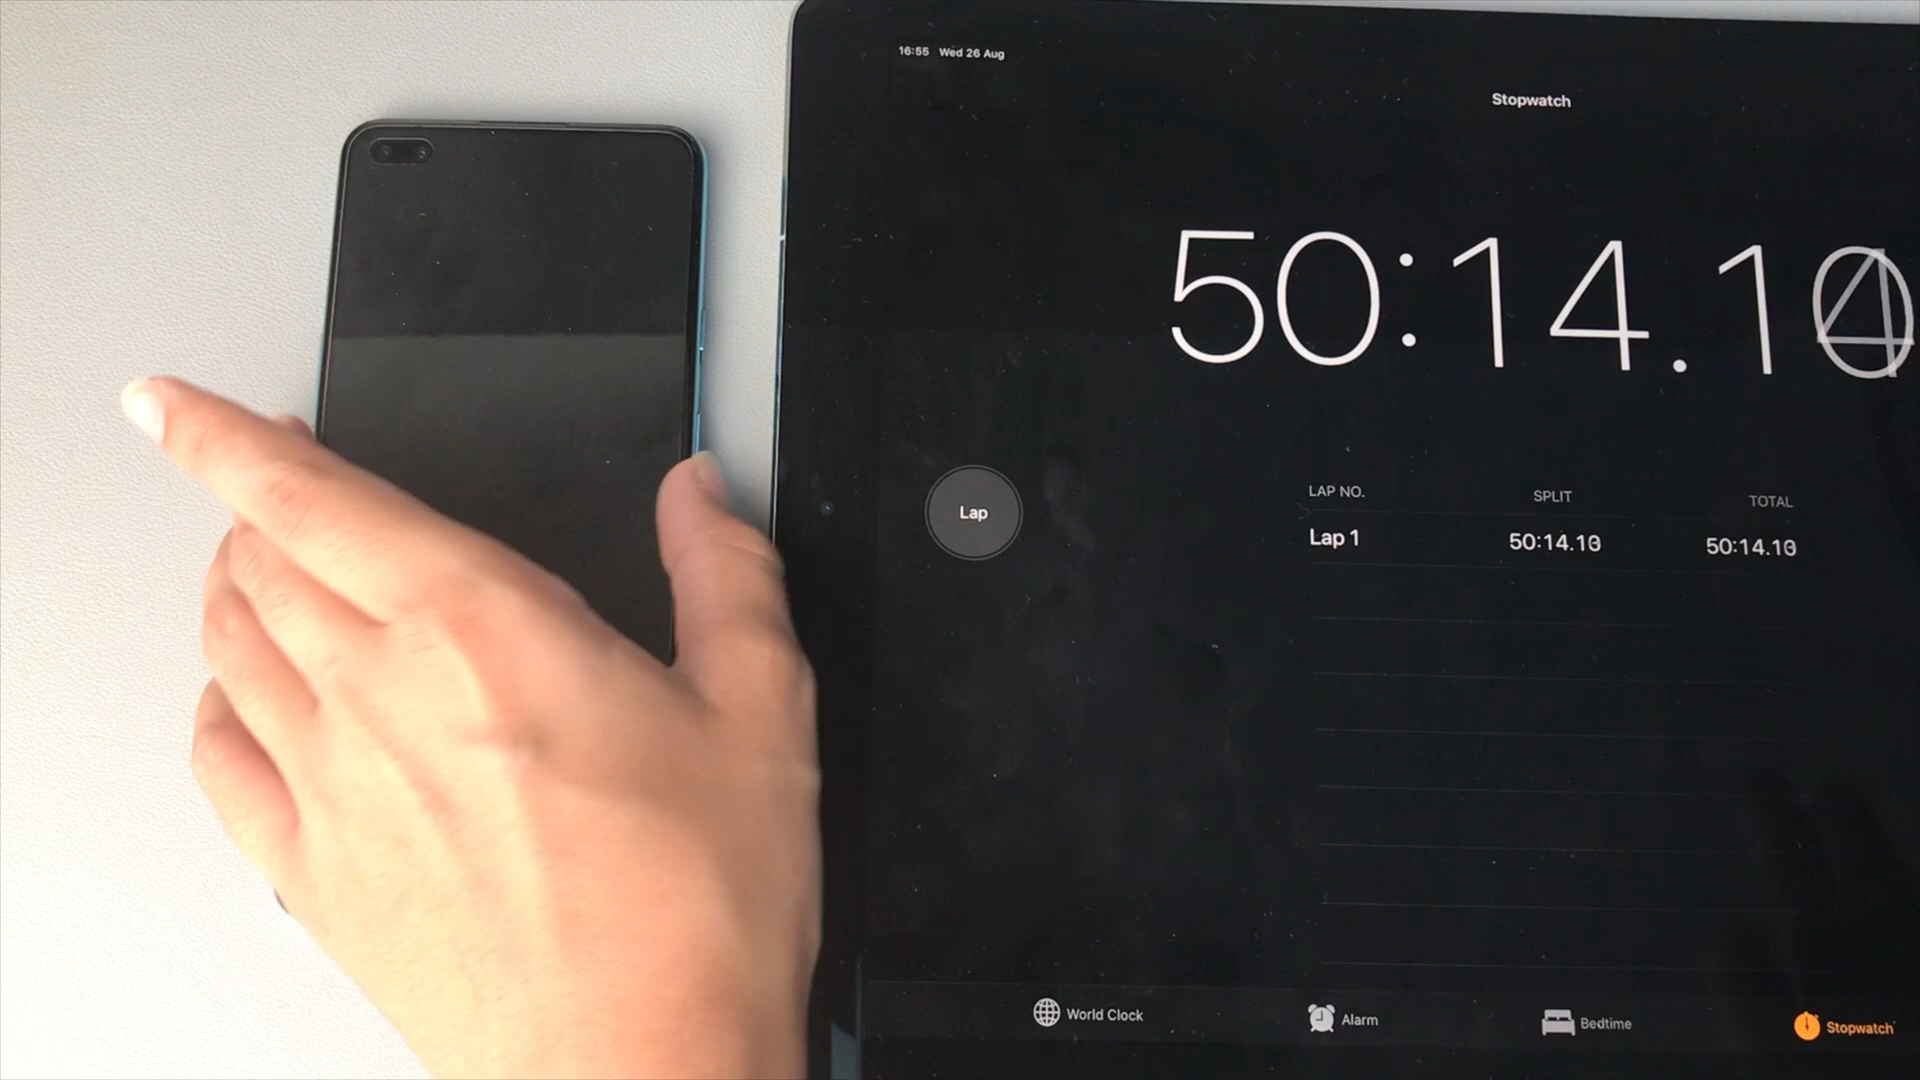 16:55 Wed 26 Aug
Stopwatch
50:14.10
Lap
LAP NO. SPLIT TOTAL
Lap 1 50:14.10 50:14.10
World Clock
Alarm
Bedtime
Stopwatch